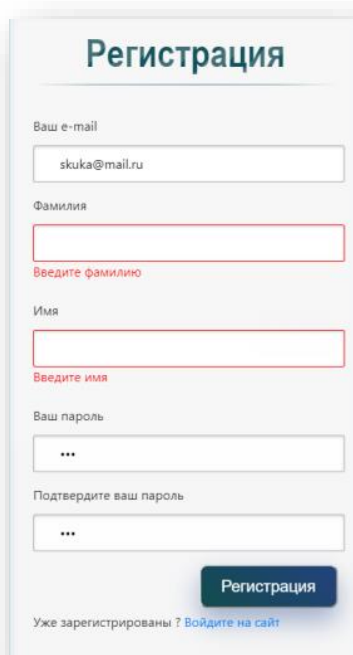 Регистрация
Ваш e-mail
skuka@mail.ru
Фамилия
Введите фамилию
Имя
Введите имя
Ваш пароль
•••
Подтвердите ваш пароль
•••
Регистрация
Уже зарегистрированы ? Войдите на сайт